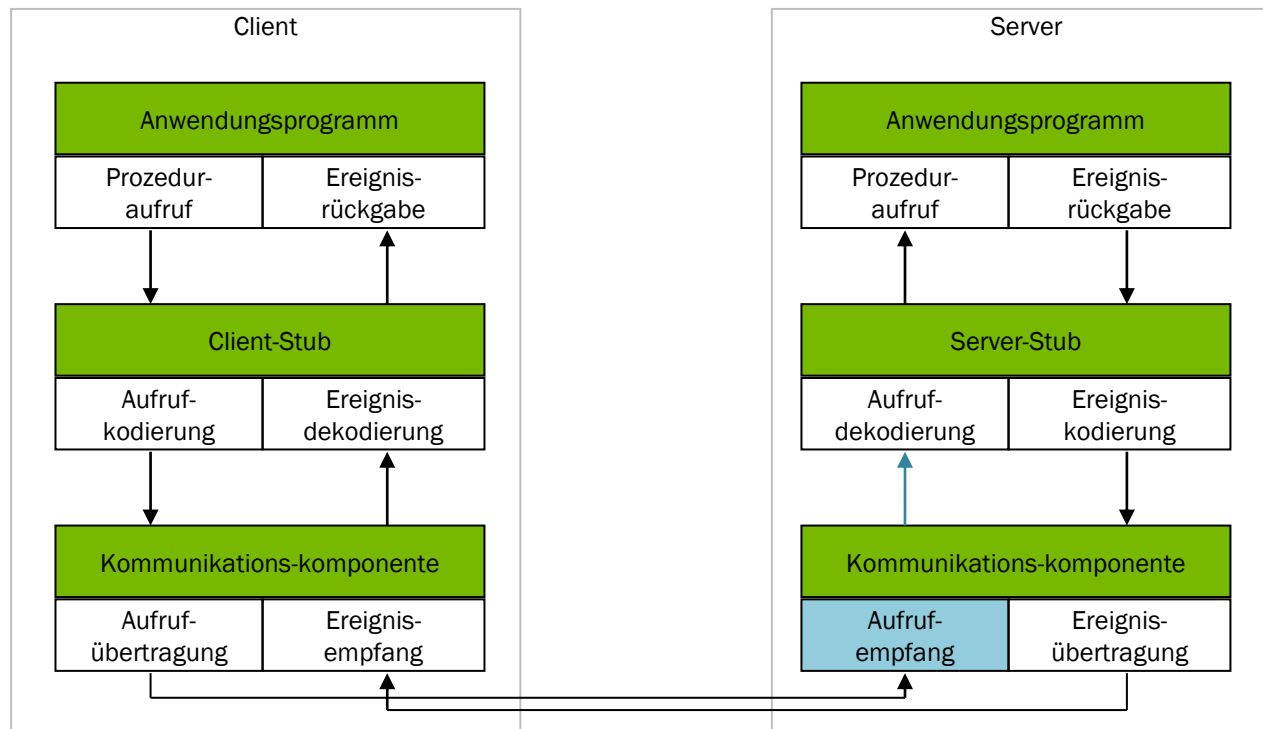 Client
Anwendungsprogramm
Prozedur-
aufruf
Ereignis-
rückgabe
Client-Stub
Aufruf-
kodierung
Ereignis-
dekodierung
Kommunikations-komponente
Aufruf-
übertragung
Ereignis-
empfang
Server
Anwendungsprogramm
Prozedur-
aufruf
Ereignis-
rückgabe
Server-Stub
Aufruf-
dekodierung
Ereignis-
kodierung
Kommunikations-komponente
Aufruf-
empfang
Ereignis-
übertragung